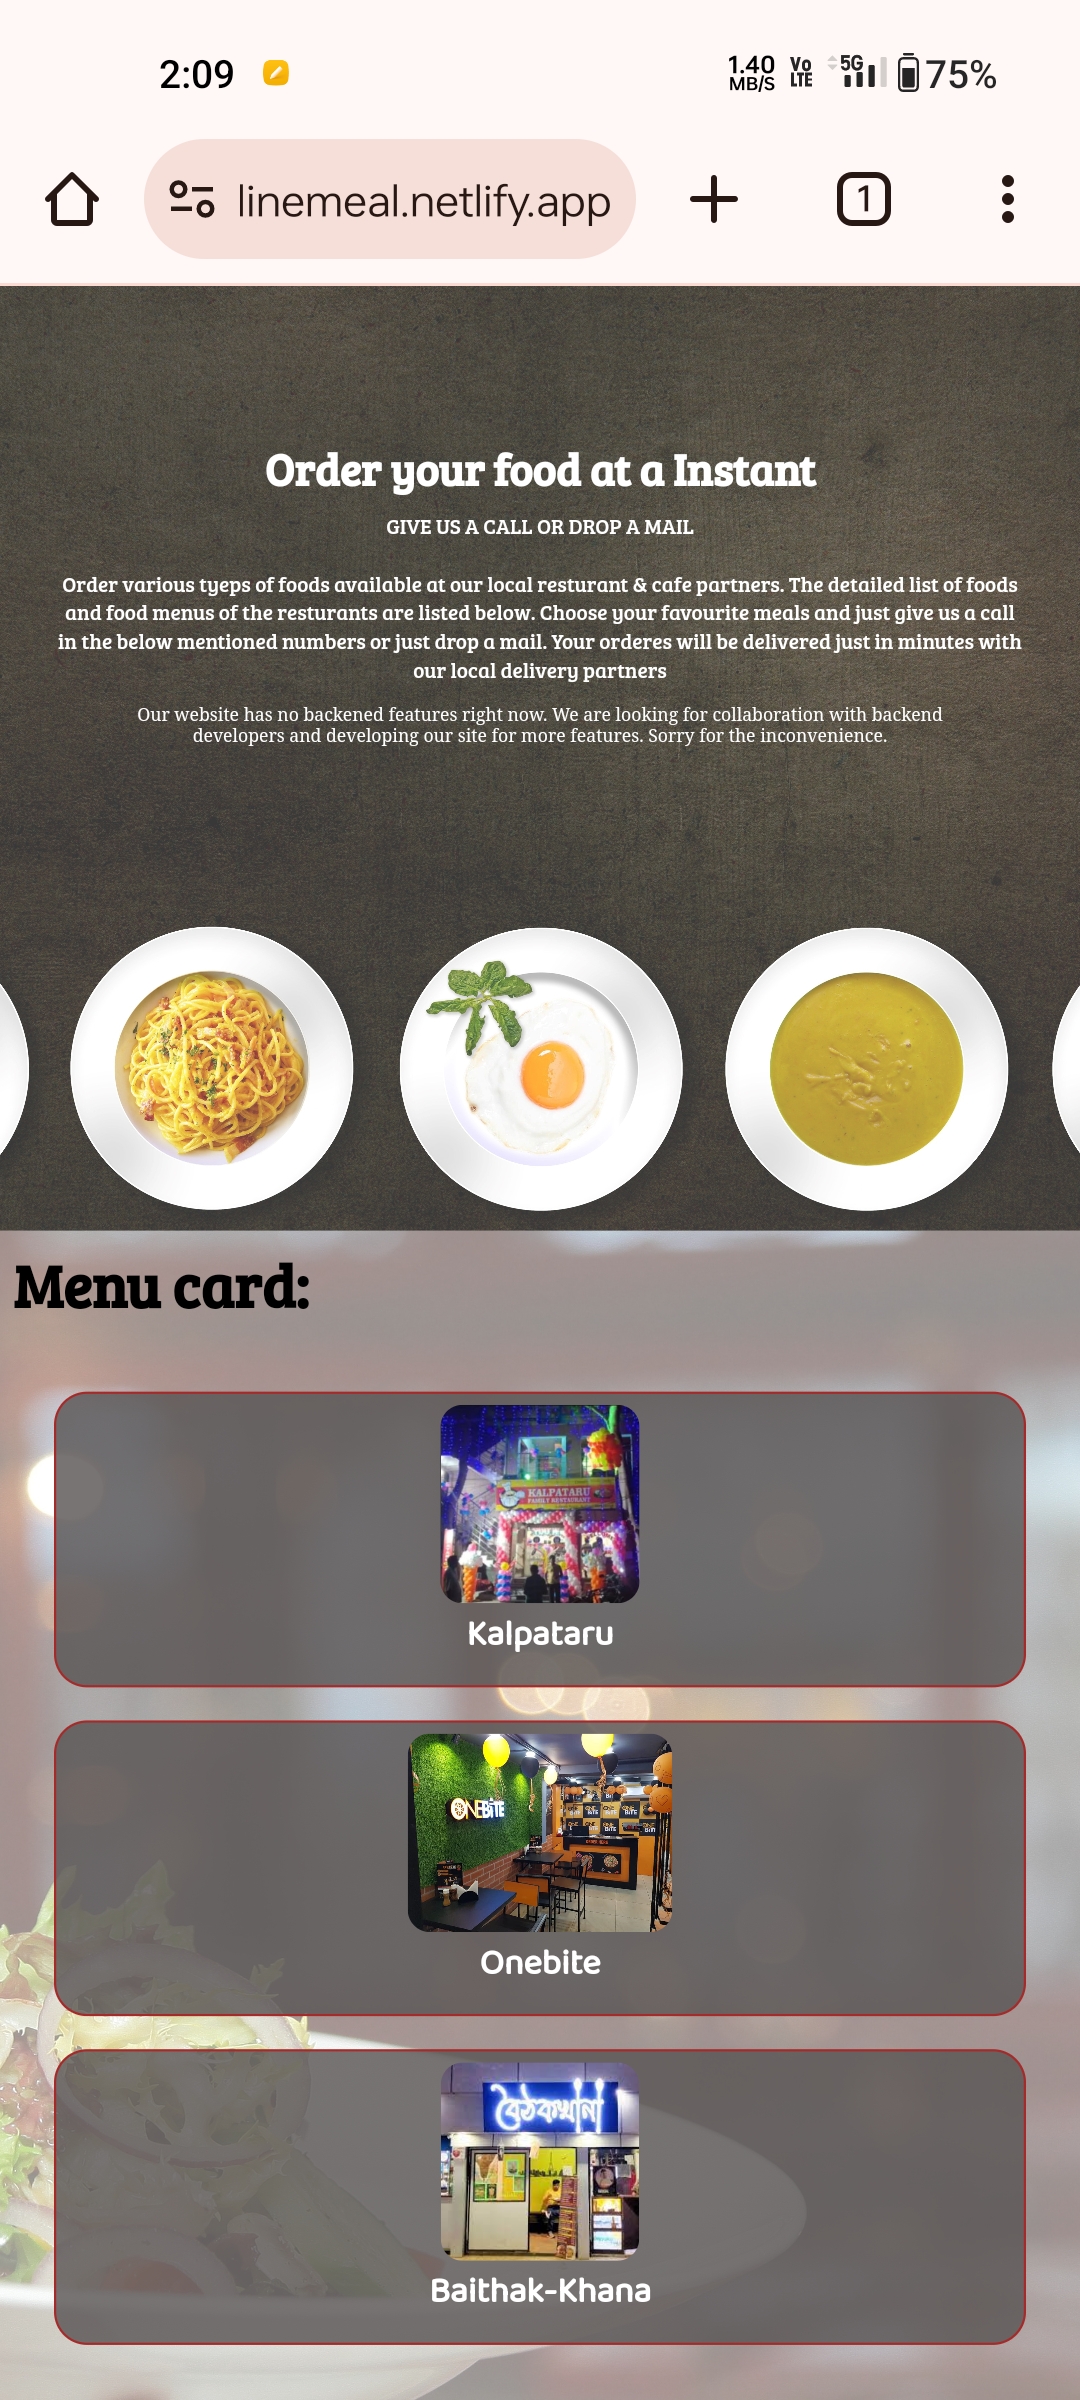 2:09
1.40
MB/S
Vo
LTE
5G
75%
linemeal.netlify.app
1
Order your food at a Instant
GIVE US A CALL OR DROP A MAIL
Order various tyeps of foods available at our local resturant & cafe partners. The detailed list of foods
and food menus of the resturants are listed below. Choose your favourite meals and just give us a call
in the below mentioned numbers or just drop a mail. Your orderes will be delivered just in minutes with
our local delivery partners
Our website has no backened features right now. We are looking for collaboration with backend
developers and developing our site for more features. Sorry for the inconvenience.
Menu card:
KALPATARU
FAMILY RESTAURANT
Kalpataru
ONEBiTE
Onebite
বৈঠকখানা
Baithak-Khana